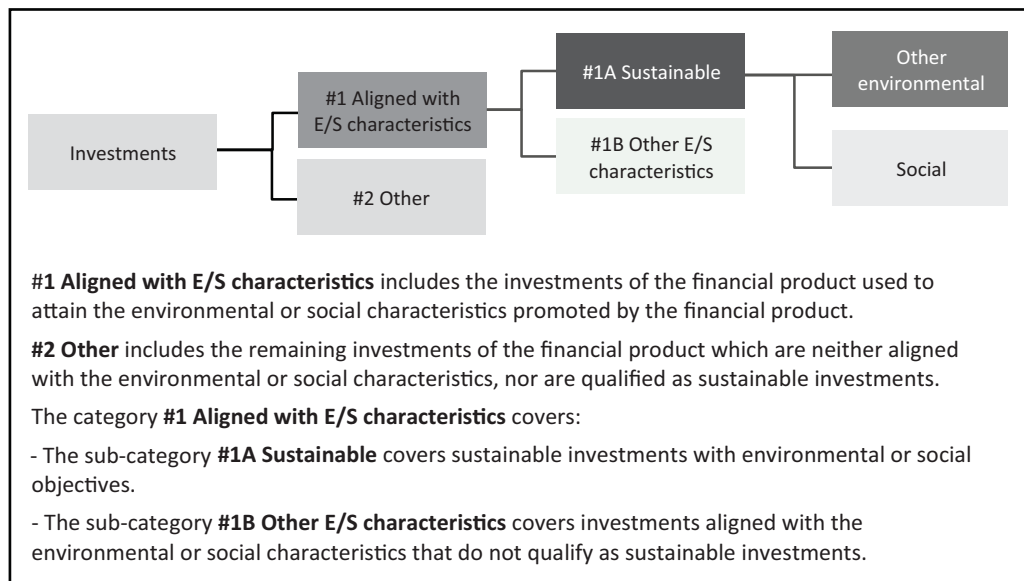 Investments
#1 Aligned with
E/S characteristics
#2 Other
#1A Sustainable
#1B Other E/S
characteristics
Other
environmental
Social
#1 Aligned with E/S characteristics includes the investments of the financial product used to
attain the environmental or social characteristics promoted by the financial product.
#2 Other includes the remaining investments of the financial product which are neither aligned
with the environmental or social characteristics, nor are qualified as sustainable investments.
The category #1 Aligned with E/S characteristics covers:
- The sub-category #1A Sustainable covers sustainable investments with environmental or social
objectives.
- The sub-category #1B Other E/S characteristics covers investments aligned with the
environmental or social characteristics that do not qualify as sustainable investments.